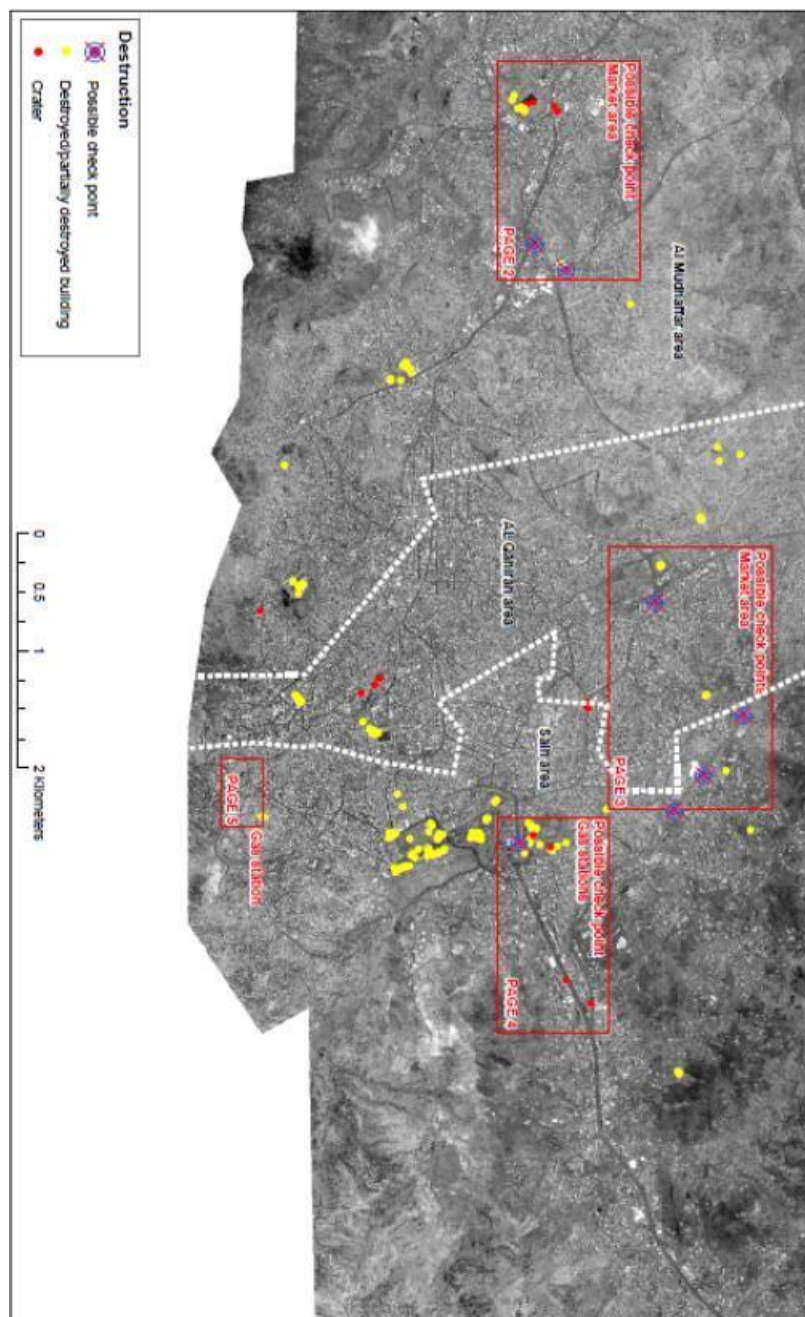 Possible check point
Market area
PAGE 2
Al Mudhaffar area
AL Qahirah area
Possible check points
Market area
PAGE 3
Salh area
Possible check point
Gas stations
PAGE 4
Gas station
PAGE 5
Destruction
Possible check point
Destroyed/partially destroyed building
Crater
0 0.5 1 2 Kilometers